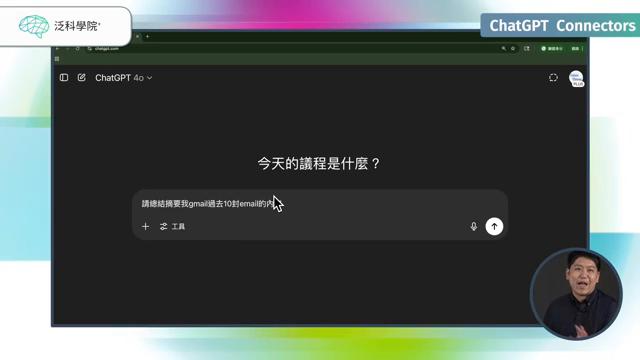 泛科學院
ChatGPT Connectors
chatgpt.com
ChatGPT 4o
PLUS
今天的議程是什麼？
請總結摘要我gmail過去10封email的內
工具